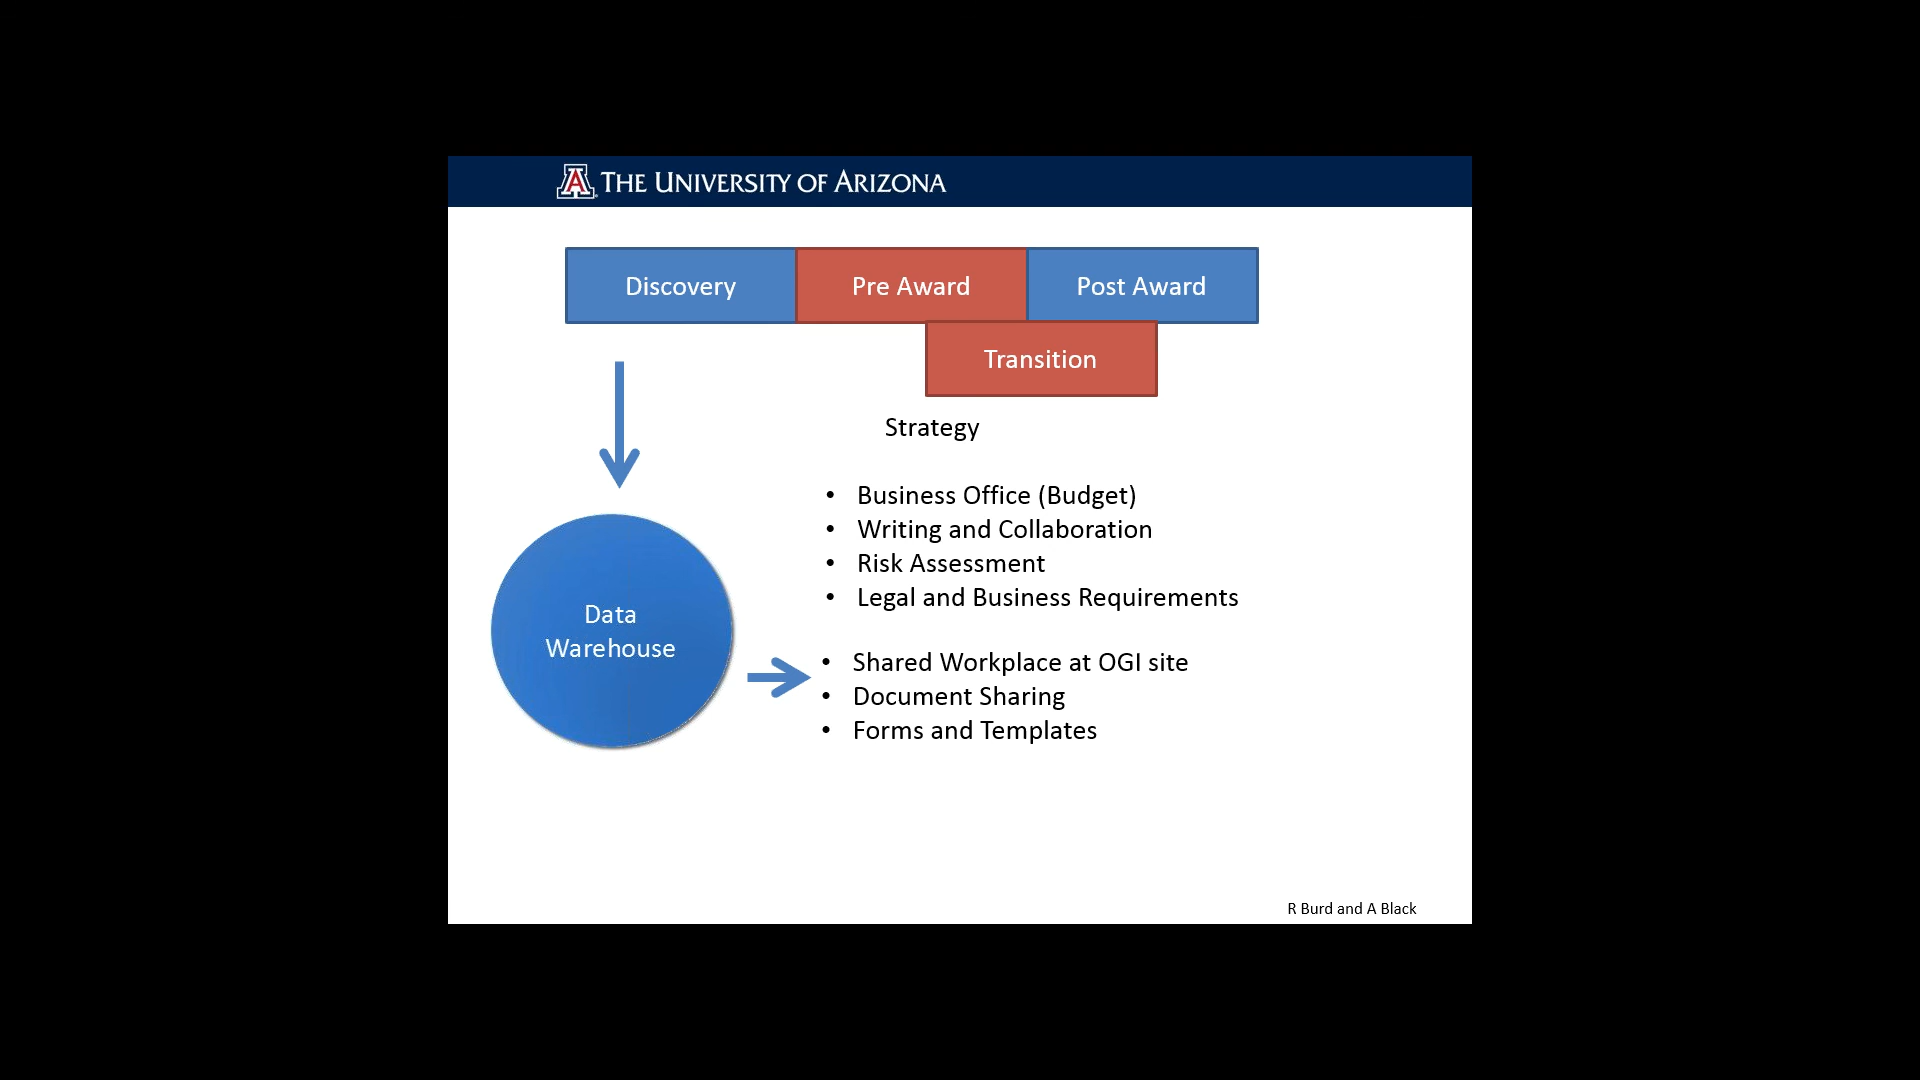 THE UNIVERSITY OF ARIZONA
Discovery
Pre Award
Post Award
Transition
Strategy
• Business Office (Budget)
• Writing and Collaboration
• Risk Assessment
• Legal and Business Requirements
Data
Warehouse
• Shared Workplace at OGI site
• Document Sharing
• Forms and Templates
R Burd and A Black